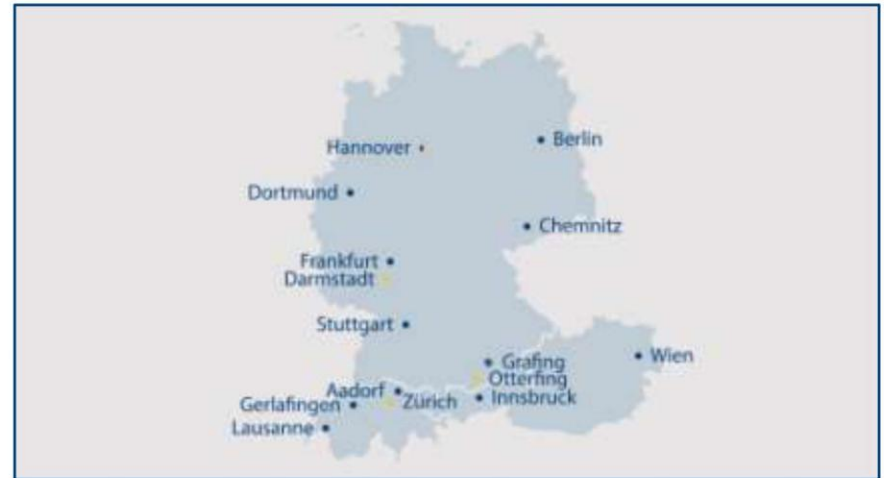 Berlin
Hannover
Dortmund
Chemnitz
Frankfurt
Darmstadt
Stuttgart
Wien
Grafing
Otterfing
Aadorf
Innsbruck
Gerlafingen
Zürich
Lausanne